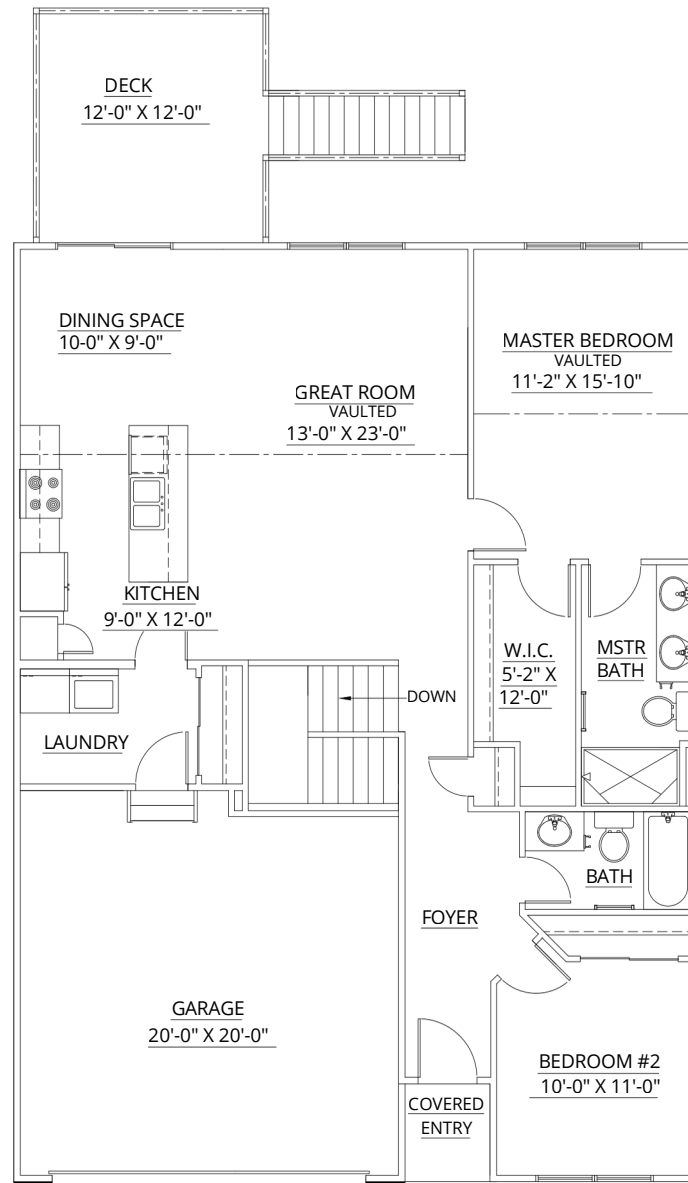 DECK
12'-0" X 12'-0"
DINING SPACE
10-0" X 9'-0"
MASTER BEDROOM
VAULTED
11'-2" X 15'-10"
GREAT ROOM
VAULTED
13'-0" X 23'-0"
KITCHEN
9'-0" X 12'-0"
W.I.C.
5'-2" X
12'-0"
MSTR
BATH
DOWN
LAUNDRY
BATH
FOYER
GARAGE
20'-0" X 20'-0"
BEDROOM #2
10'-0" X 11'-0"
COVERED
ENTRY